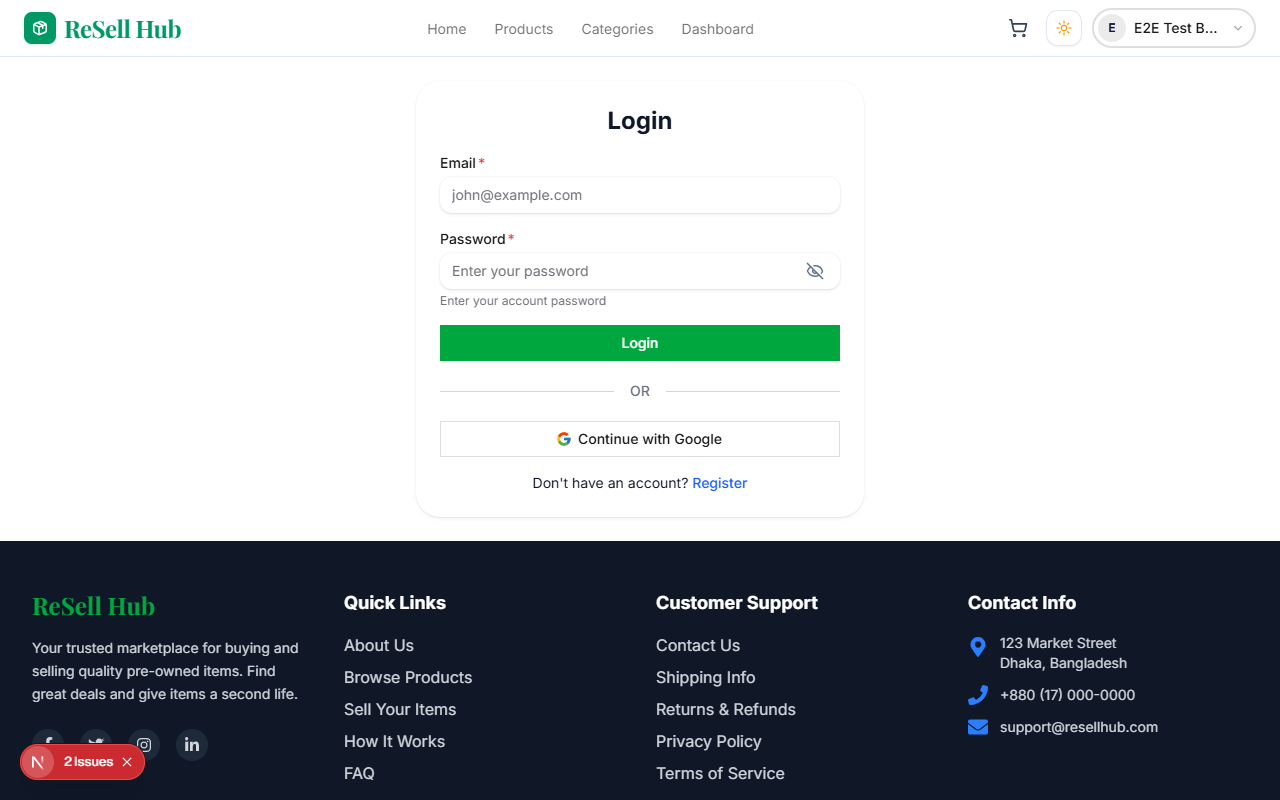 ReSell Hub
Home
Products
Categories
Dashboard
E
E2E Test B...
Login
Email *
john@example.com
Password *
Enter your password
Enter your account password
Login
OR
Continue with Google
Don't have an account? Register
ReSell Hub
Your trusted marketplace for buying and
selling quality pre-owned items. Find
great deals and give items a second life.
Quick Links
About Us
Browse Products
Sell Your Items
How It Works
FAQ
Customer Support
Contact Us
Shipping Info
Returns & Refunds
Privacy Policy
Terms of Service
Contact Info
123 Market Street
Dhaka, Bangladesh
+880 (17) 000-0000
support@resellhub.com
N
2 Issues